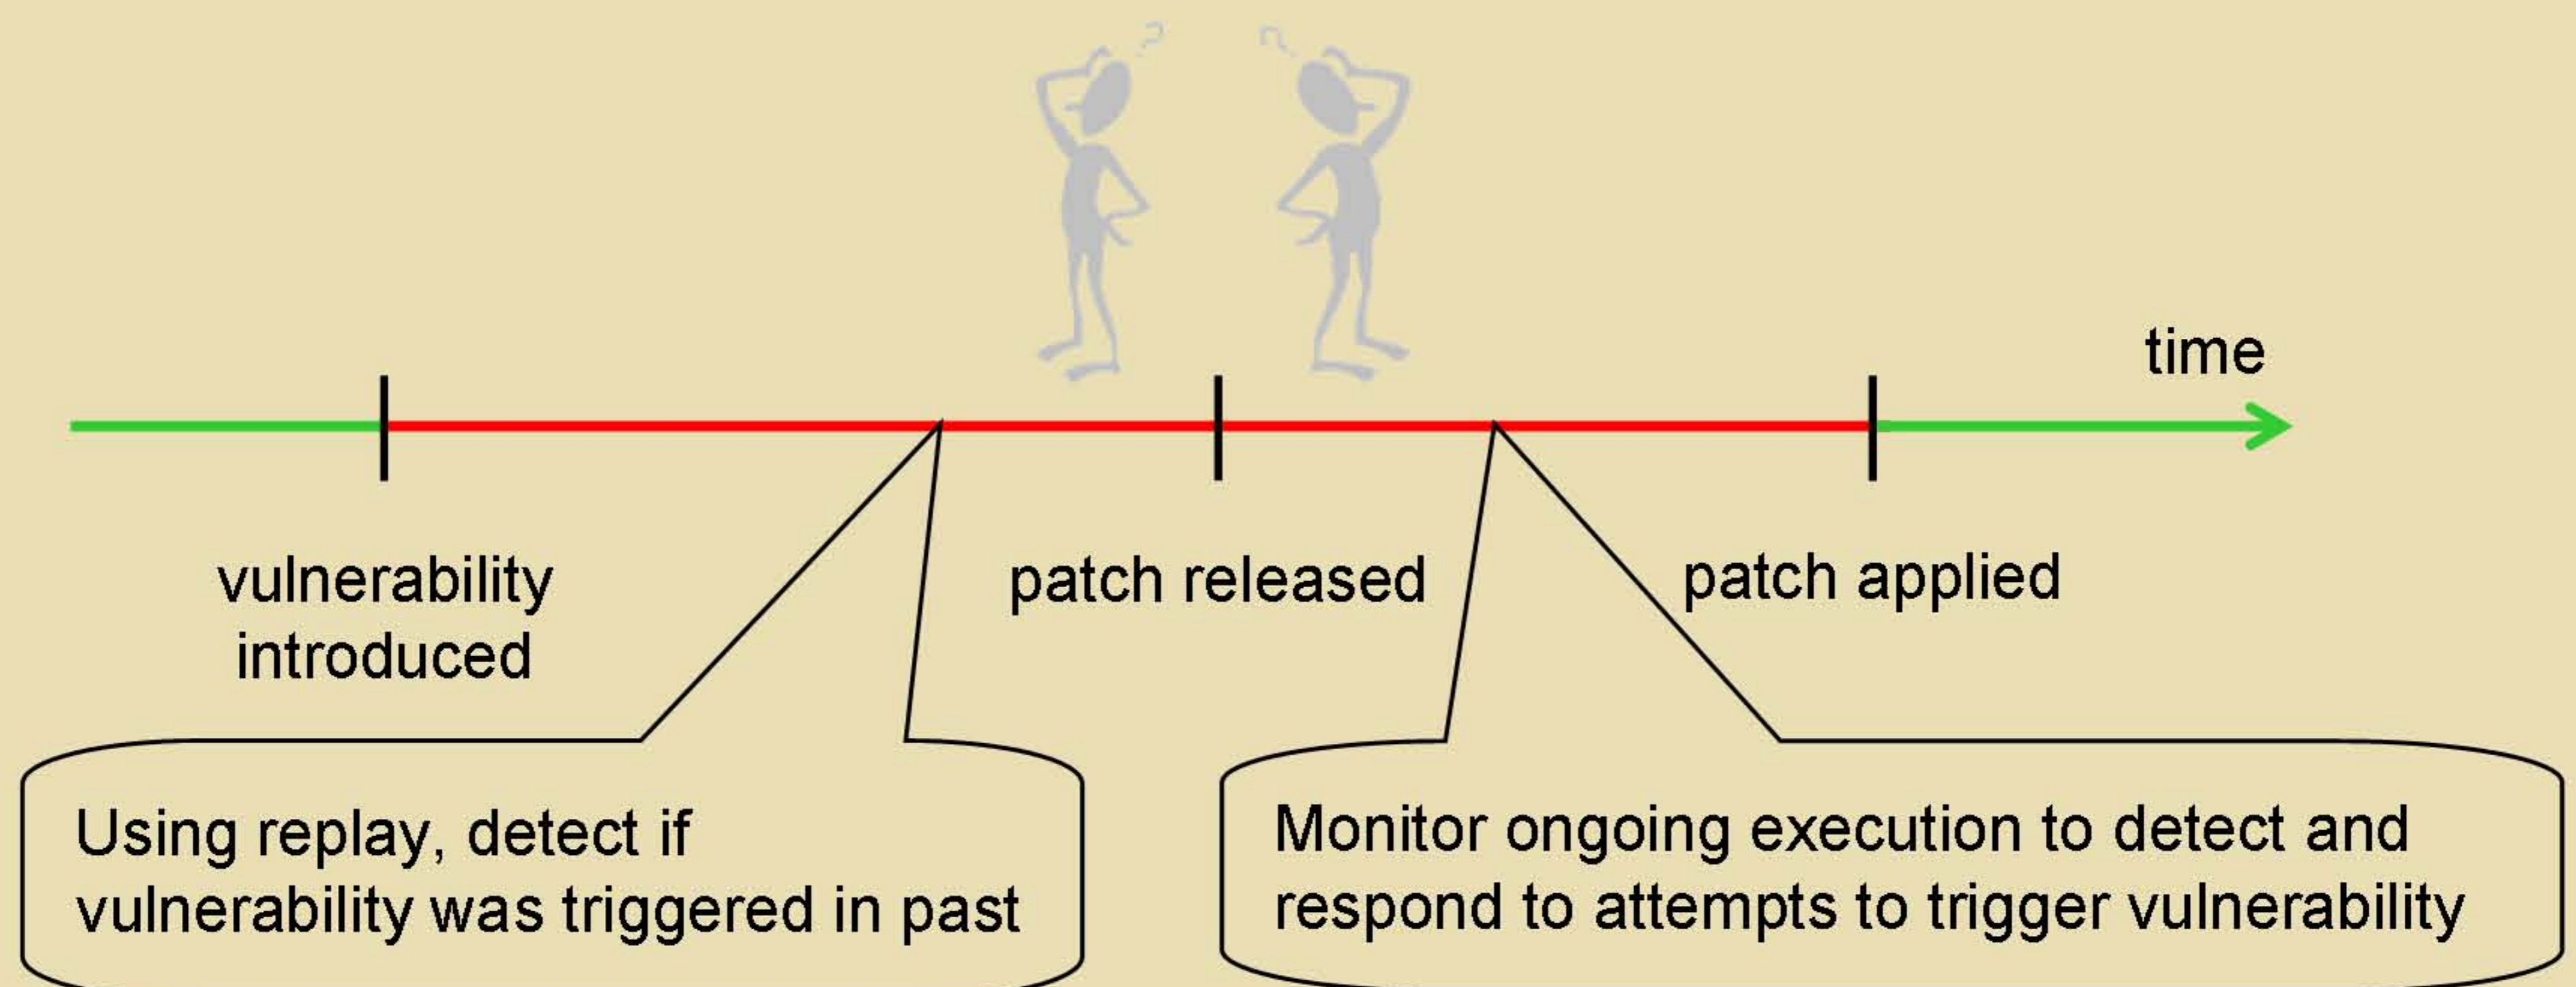 time
vulnerability
introduced
patch released
patch applied
Using replay, detect if
vulnerability was triggered in past
Monitor ongoing execution to detect and
respond to attempts to trigger vulnerability